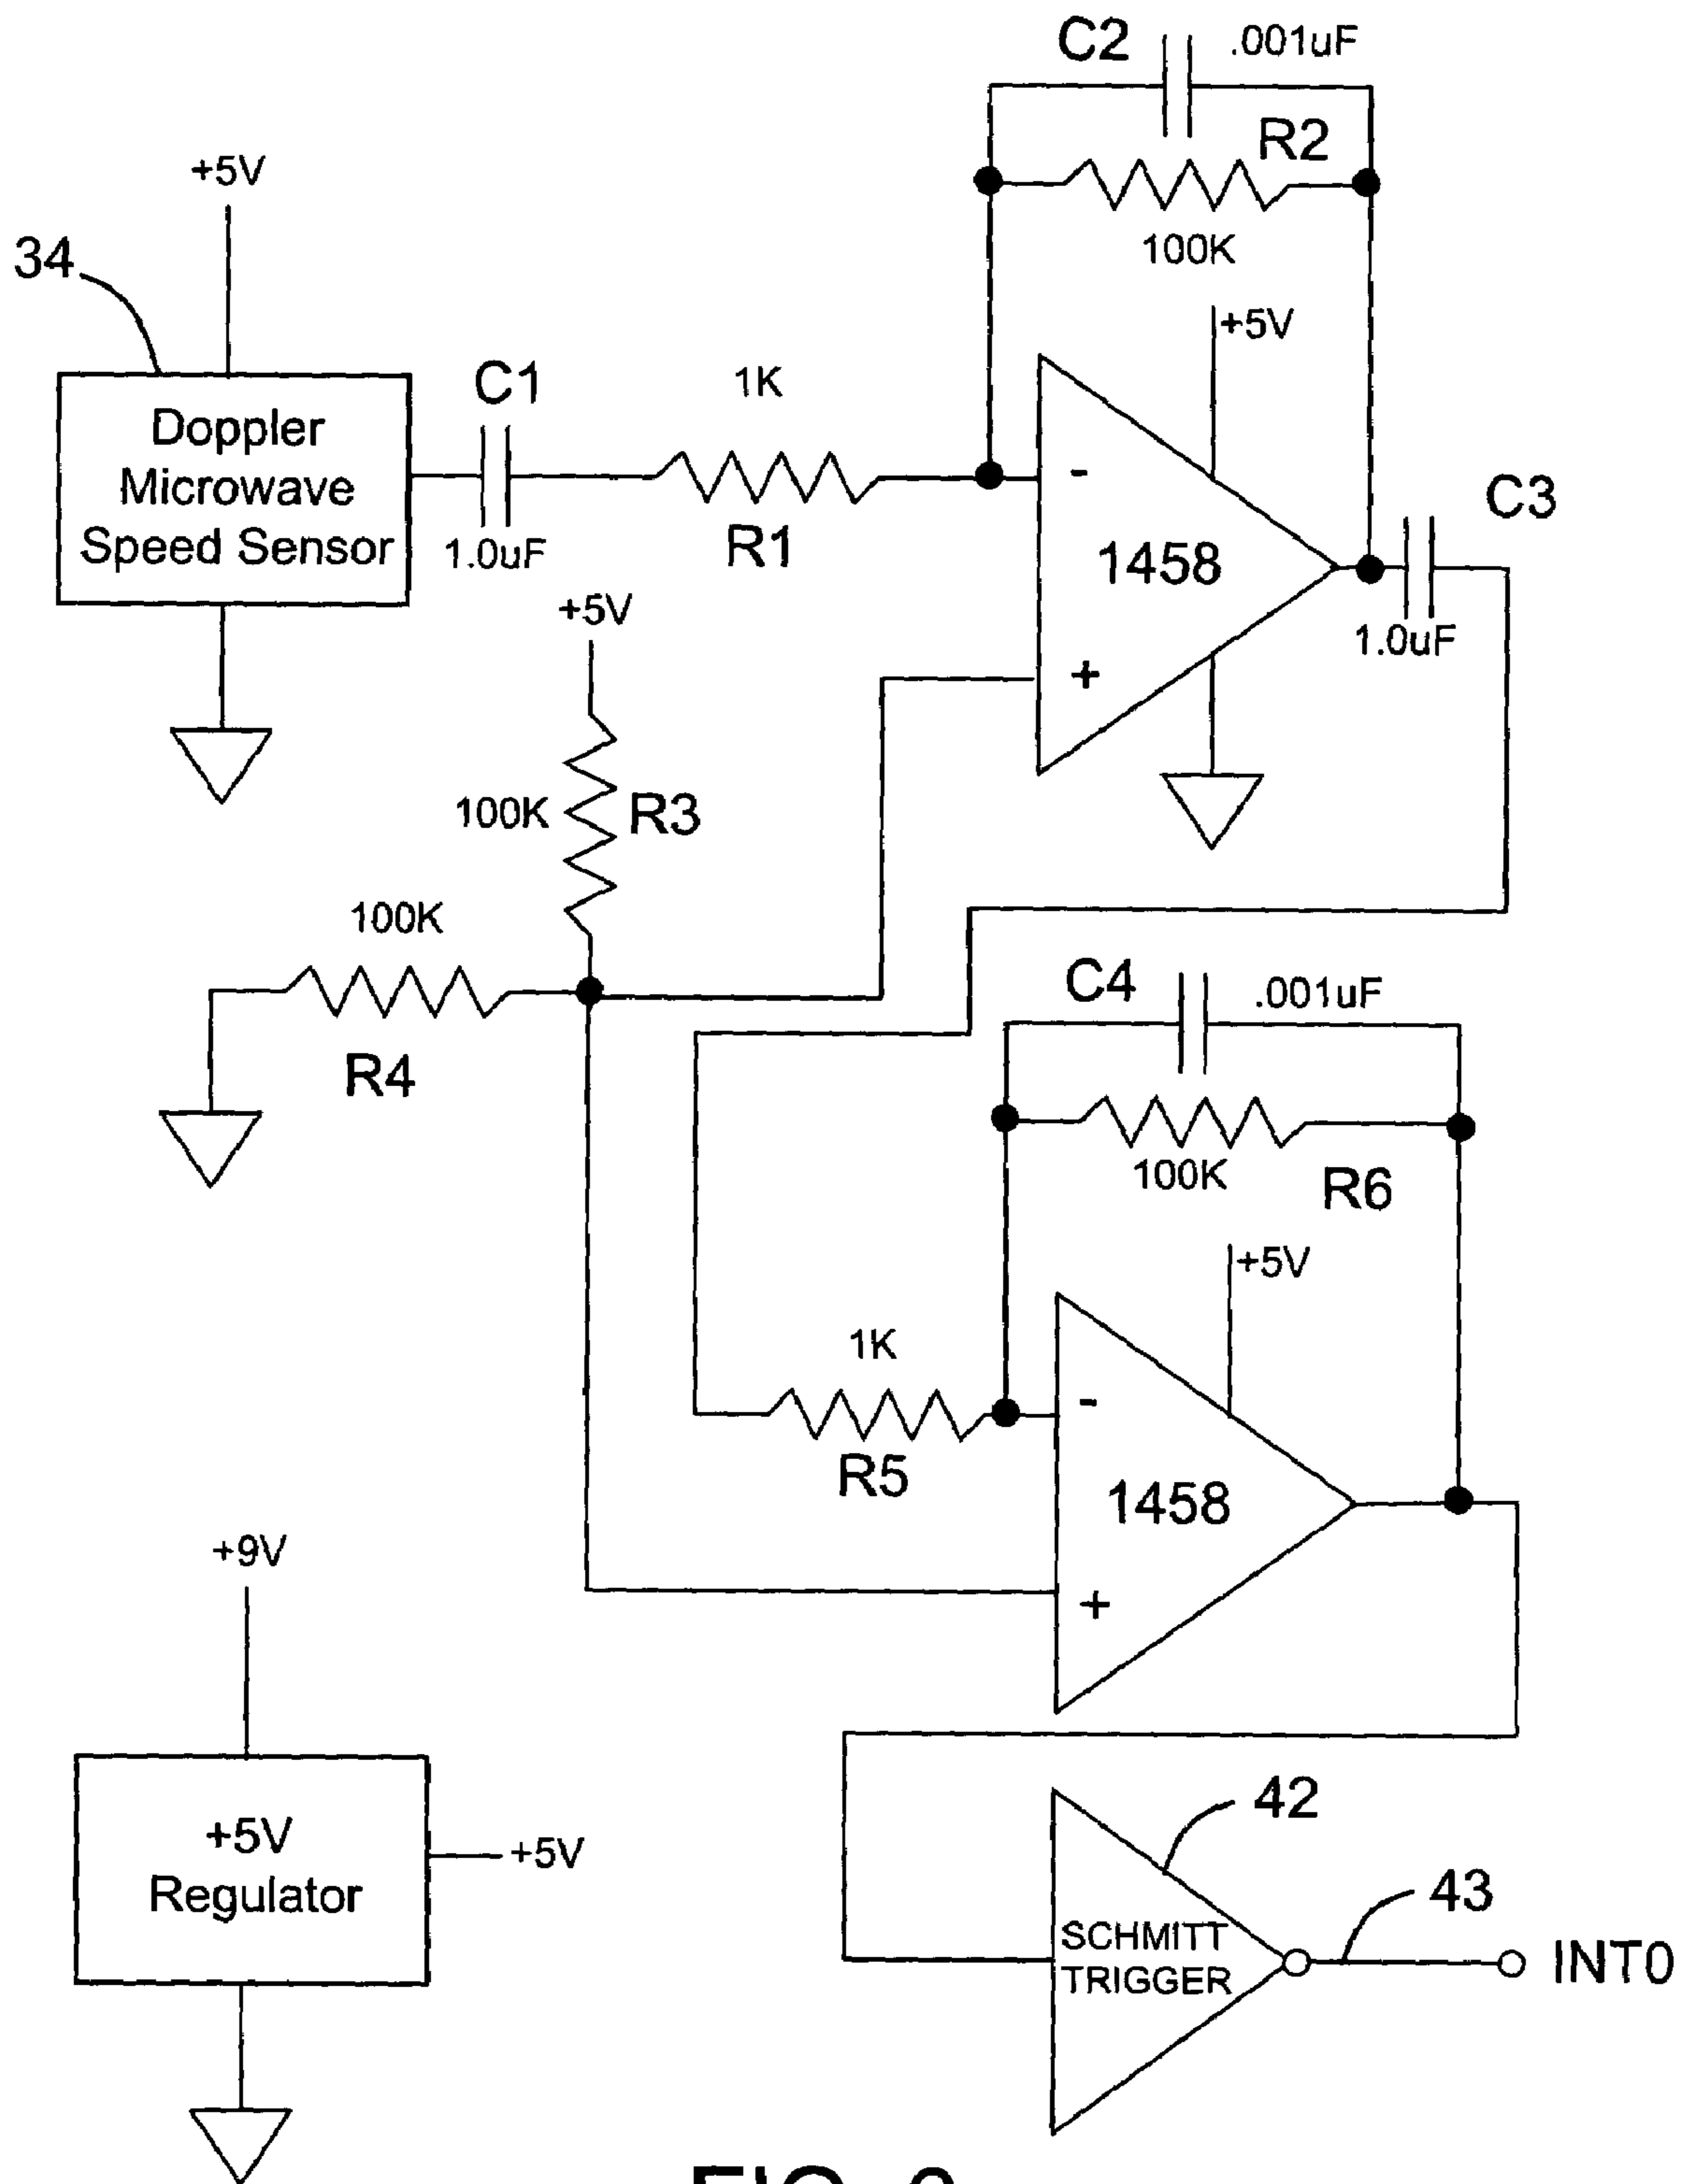 C2
.001uF
R2
100K
+5V
34
Doppler
Microwave
Speed Sensor
C1
1.0uF
1K
R1
+5V
-
1458
+
C3
1.0uF
+5V
100K
R3
100K
R4
C4
.001uF
100K
R6
+5V
1K
R5
-
1458
+
+9V
+5V
Regulator
+5V
42
SCHMITT
TRIGGER
43
INT0